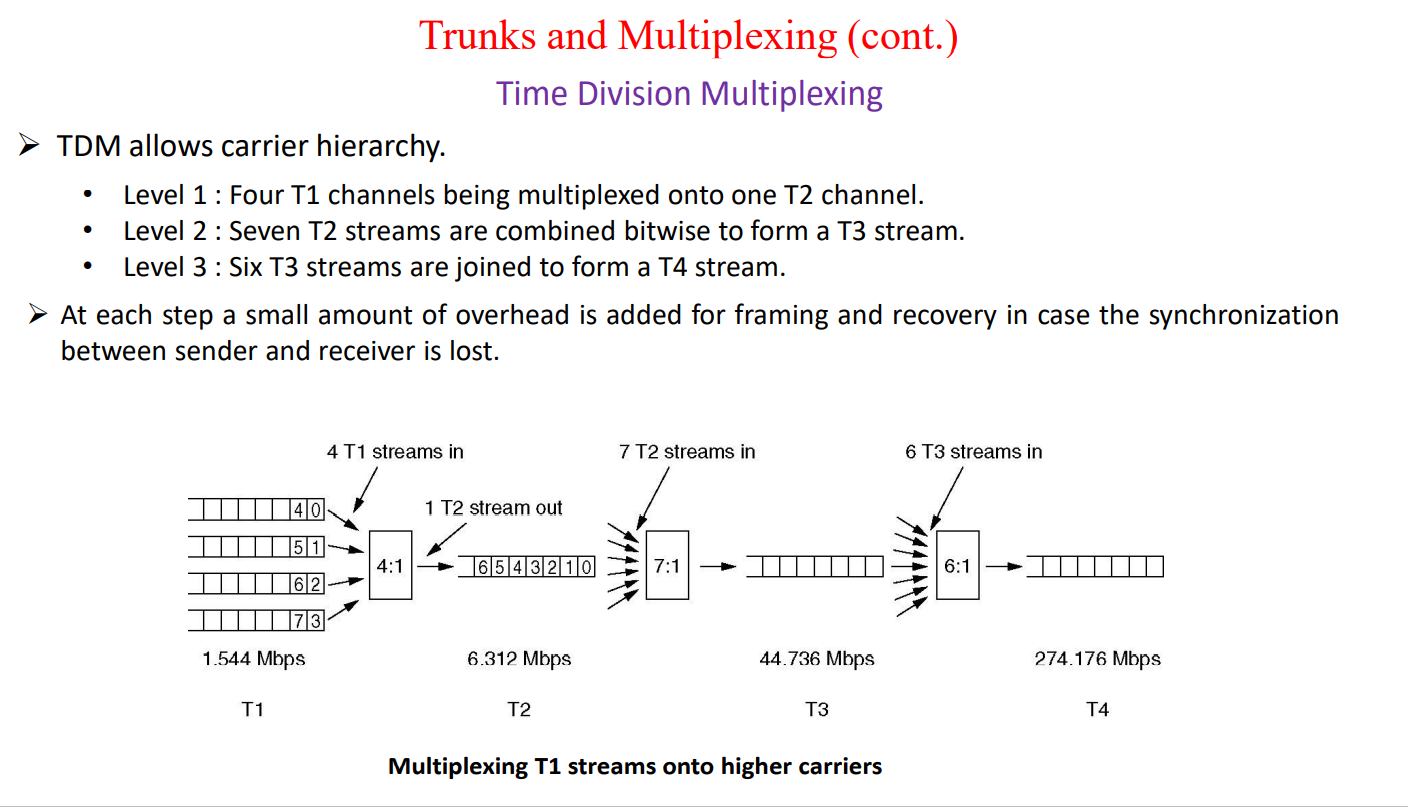 Trunks and Multiplexing (cont.)
Time Division Multiplexing
➢ TDM allows carrier hierarchy.
• Level 1 : Four T1 channels being multiplexed onto one T2 channel.
• Level 2 : Seven T2 streams are combined bitwise to form a T3 stream.
• Level 3 : Six T3 streams are joined to form a T4 stream.
➢ At each step a small amount of overhead is added for framing and recovery in case the synchronization
between sender and receiver is lost.
4 T1 streams in
7 T2 streams in
6 T3 streams in
1 T2 stream out
4 0
5 1
6 2
7 3
4:1
6 5 4 3 2 1 0
7:1
6:1
1.544 Mbps
6.312 Mbps
44.736 Mbps
274.176 Mbps
T1
T2
T3
T4
Multiplexing T1 streams onto higher carriers